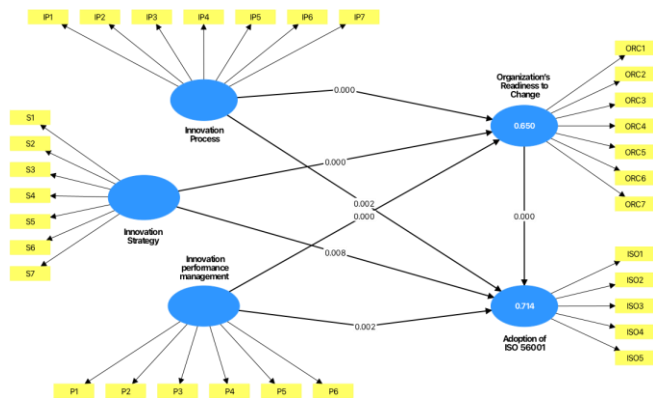 IP1 IP2 IP3 IP4 IP5 IP6 IP7
Innovation
Process
Organization's
Readiness to
Change
0.650
ORC1
ORC2
ORC3
ORC4
ORC5
ORC6
ORC7
S1
S2
S3
S4
S5
S6
S7
Innovation
Strategy
0.000
0.000
0.002
0.000
0.008
0.000
0.002
Innovation
performance
management
0.714
Adoption of
ISO 56001
ISO1
ISO2
ISO3
ISO4
ISO5
P1 P2 P3 P4 P5 P6